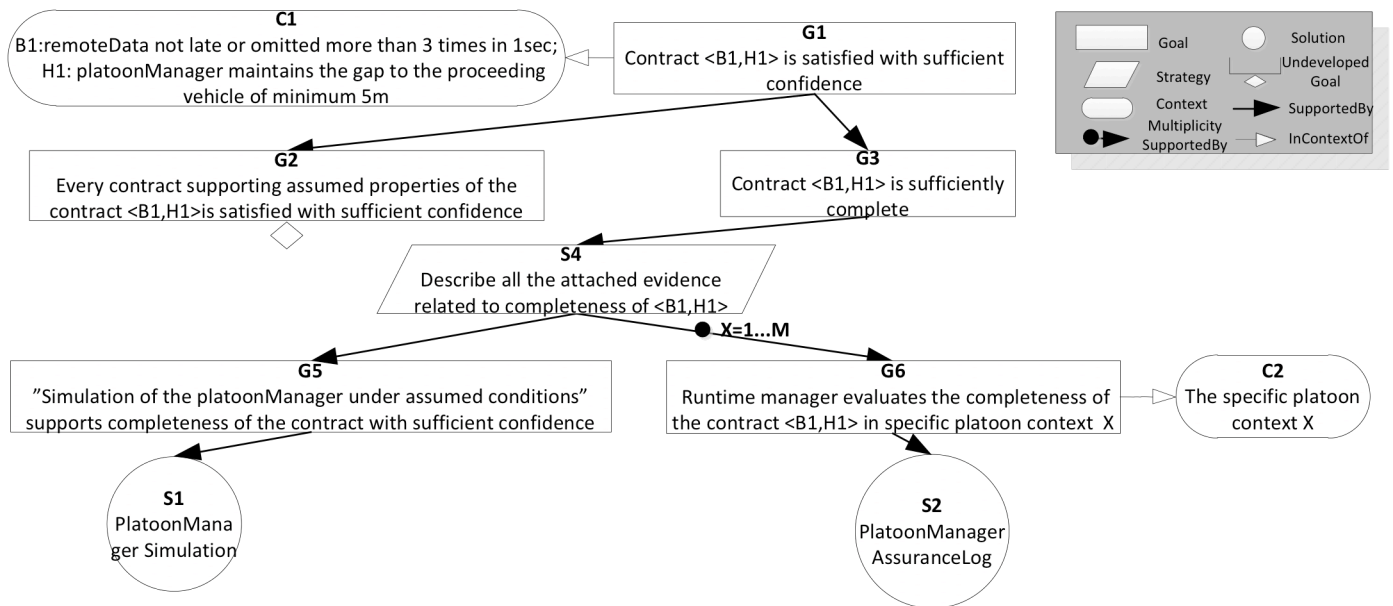 C1
B1:remoteData not late or omitted more than 3 times in 1sec;
H1: platoonManager maintains the gap to the proceeding
vehicle of minimum 5m
G1
Contract <B1,H1> is satisfied with sufficient
confidence
Goal
Solution
Strategy
Undeveloped
Goal
Context
SupportedBy
Multiplicity
SupportedBy
InContextOf
G2
Every contract supporting assumed properties of the
contract <B1,H1>is satisfied with sufficient confidence
G3
Contract <B1,H1> is sufficiently
complete
S4
Describe all the attached evidence
related to completeness of <B1,H1>
X=1...M
G5
”Simulation of the platoonManager under assumed conditions”
supports completeness of the contract with sufficient confidence
G6
Runtime manager evaluates the completeness of
the contract <B1,H1> in specific platoon context X
C2
The specific platoon
context X
S1
PlatoonMana
ger Simulation
S2
PlatoonManager
AssuranceLog